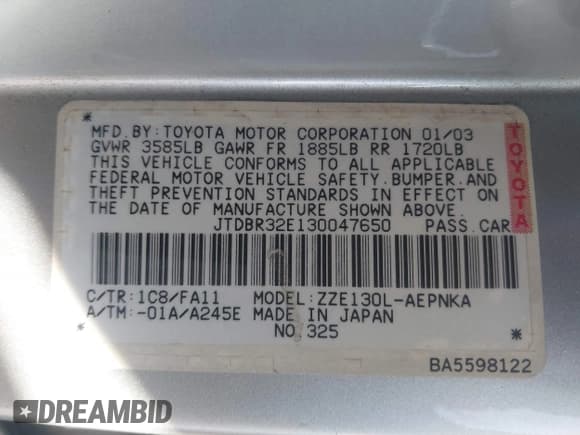 MFD.BY:TOYOTA MOTOR CORPORATION 01/03
GVWR 3585LB GAWR FR 1885LB RR 1720LB
THIS VEHICLE CONFORMS TO ALL APPLICABLE
FEDERAL MOTOR VEHICLE SAFETY.BUMPER.AND
THEFT PREVENTION STANDARDS IN EFFECT ON
THE DATE OF MANUFACTURE SHOWN ABOVE.
JTDBR32E130047650 PASS.CAR
TOYOTA
C/TR:1C8/FA11 MODEL:ZZE130L-AEPNKA
A/TM:-01A/A245E MADE IN JAPAN
NO.325
BA5598122
DREAMBID